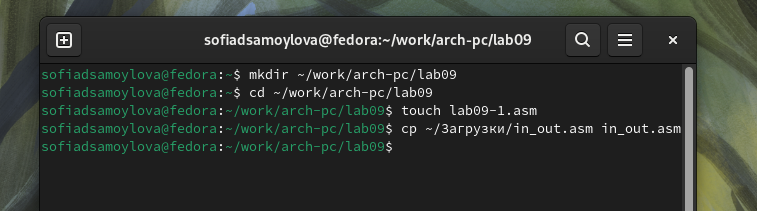 sofiadsamoylova@fedora:~/work/arch-pc/lab09
sofiadsamoylova@fedora:~$ mkdir ~/work/arch-pc/lab09
sofiadsamoylova@fedora:~$ cd ~/work/arch-pc/lab09
sofiadsamoylova@fedora:~/work/arch-pc/lab09$ touch lab09-1.asm
sofiadsamoylova@fedora:~/work/arch-pc/lab09$ cp ~/Загрузки/in_out.asm in_out.asm
sofiadsamoylova@fedora:~/work/arch-pc/lab09$